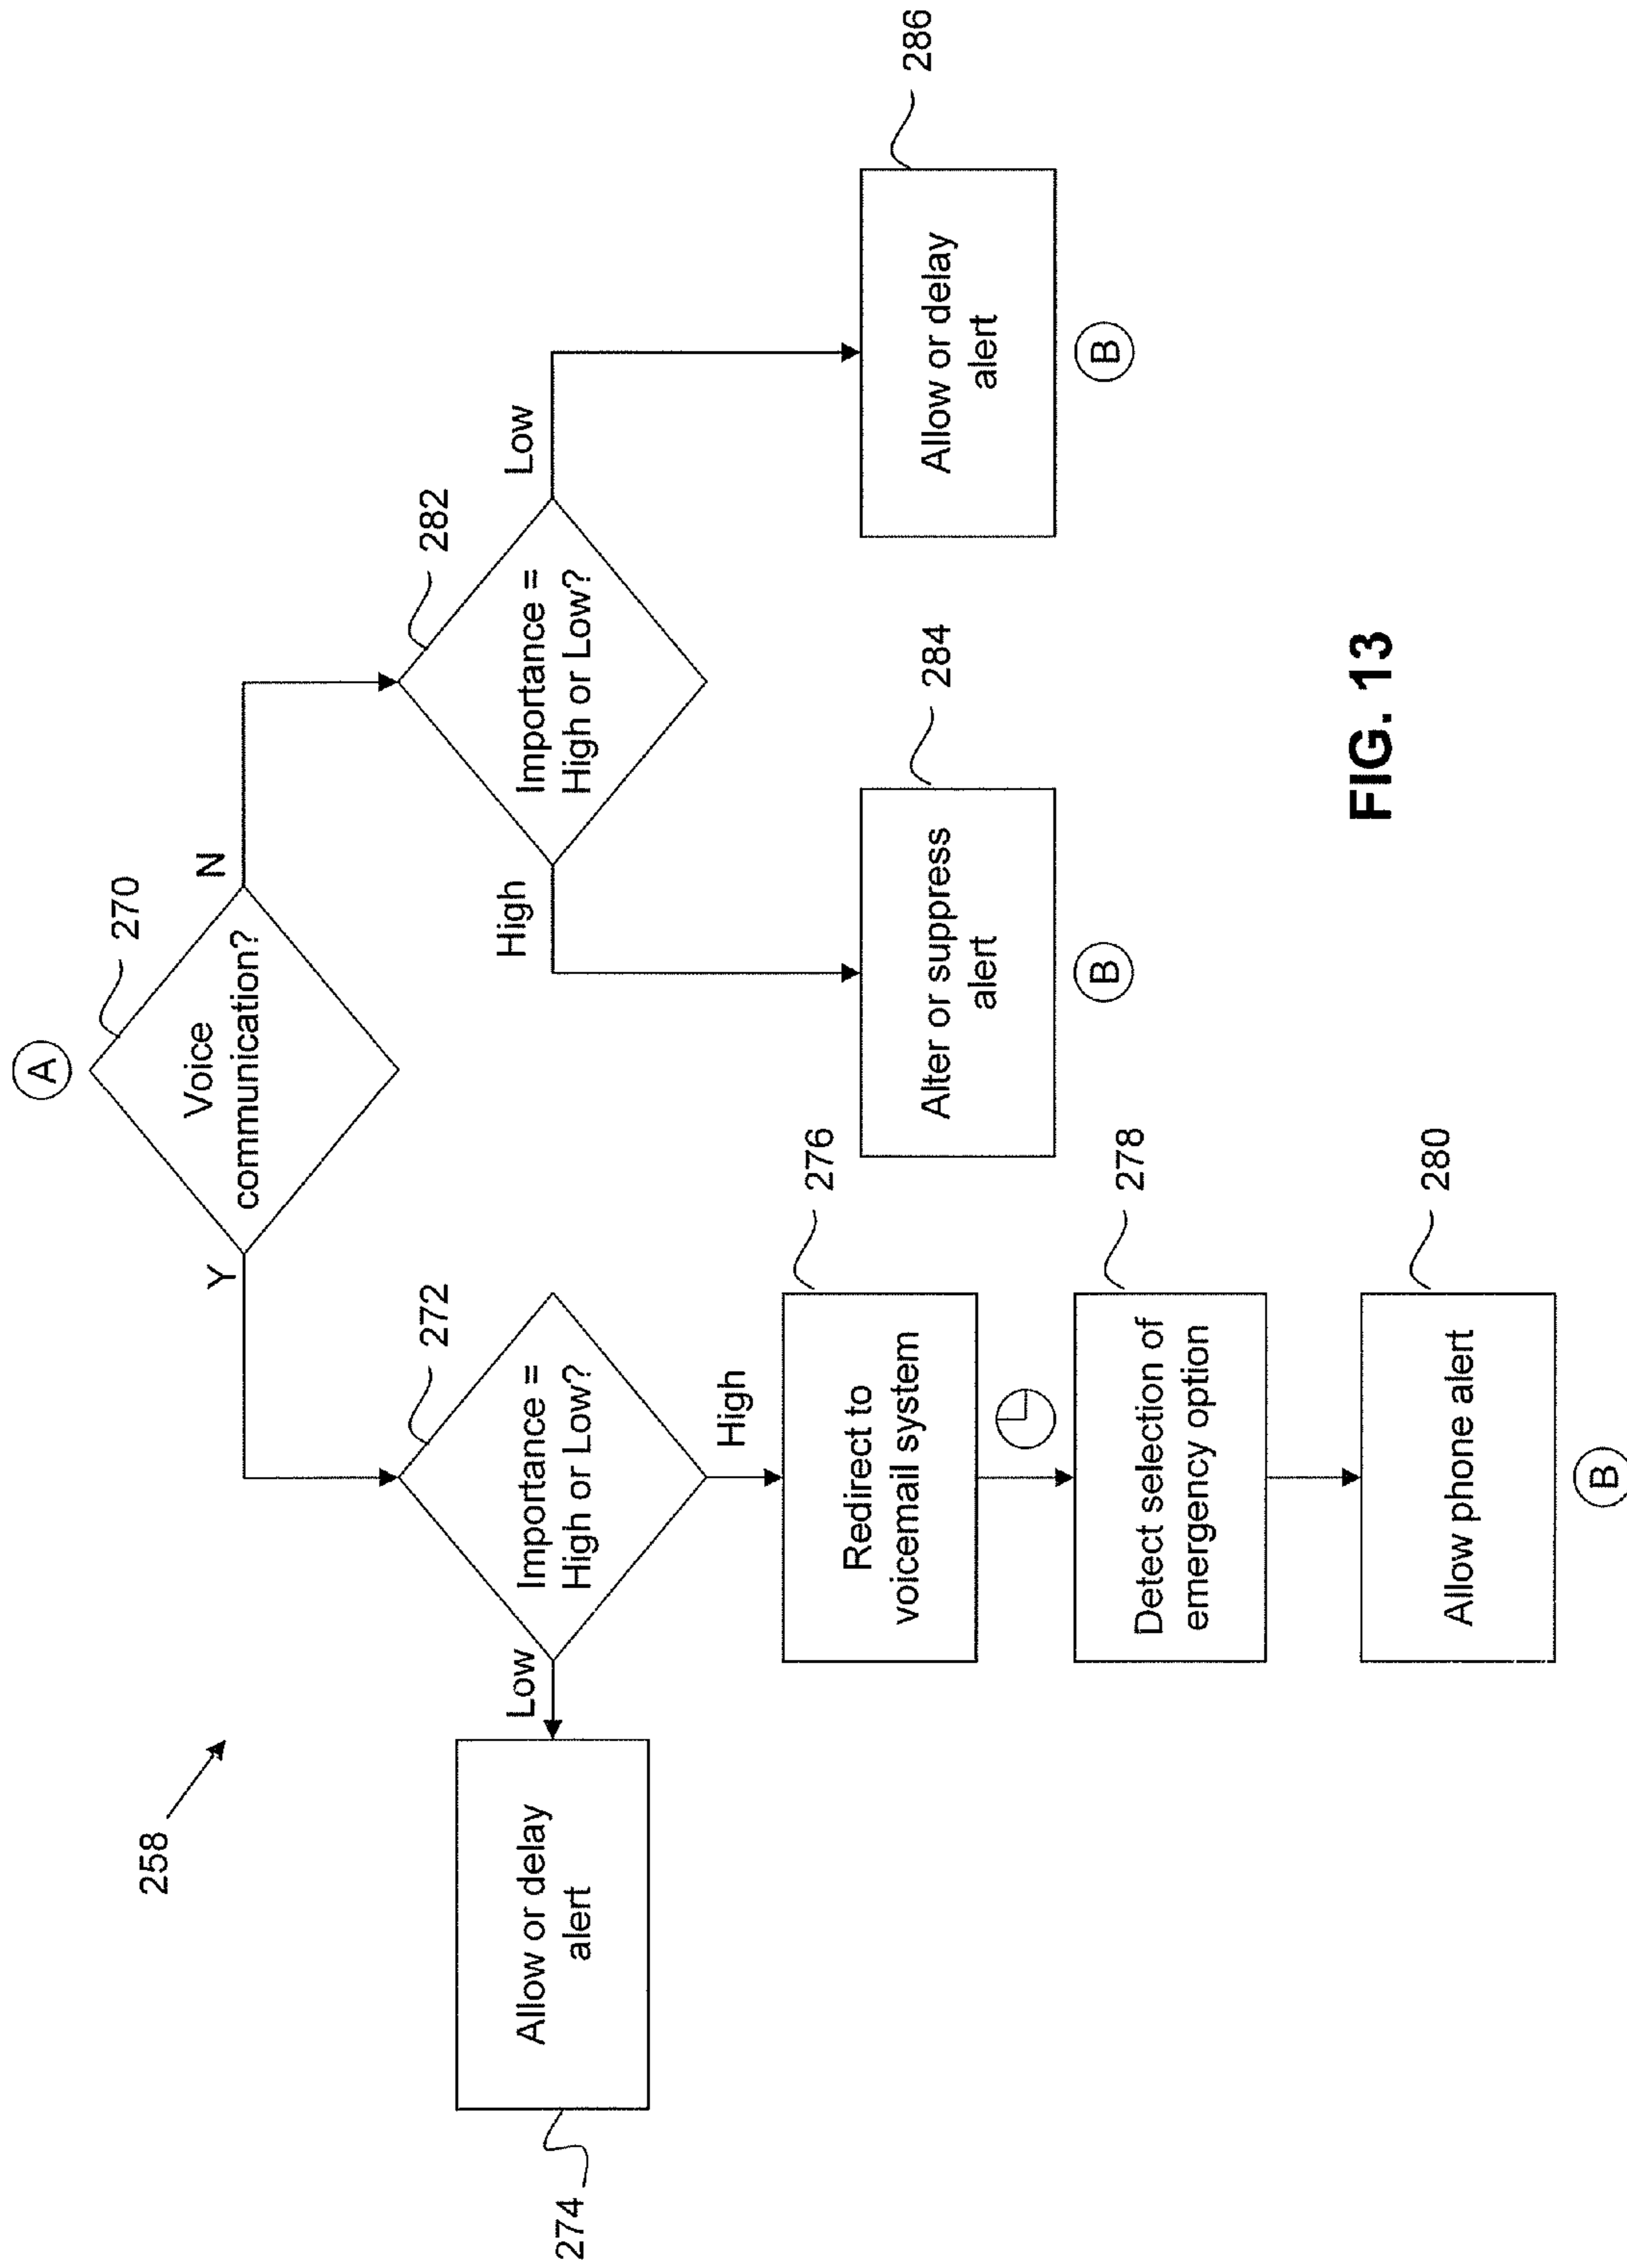 258
A
Voice
communication?
270
Y
N
Importance =
High or Low?
272
Importance =
High or Low?
282
Low
High
High
Low
Allow or delay
alert
274
Redirect to
voicemail system
276
Alter or suppress
alert
284
B
Allow or delay
alert
286
B
Detect selection of
emergency option
278
Allow phone alert
280
B
FIG. 13